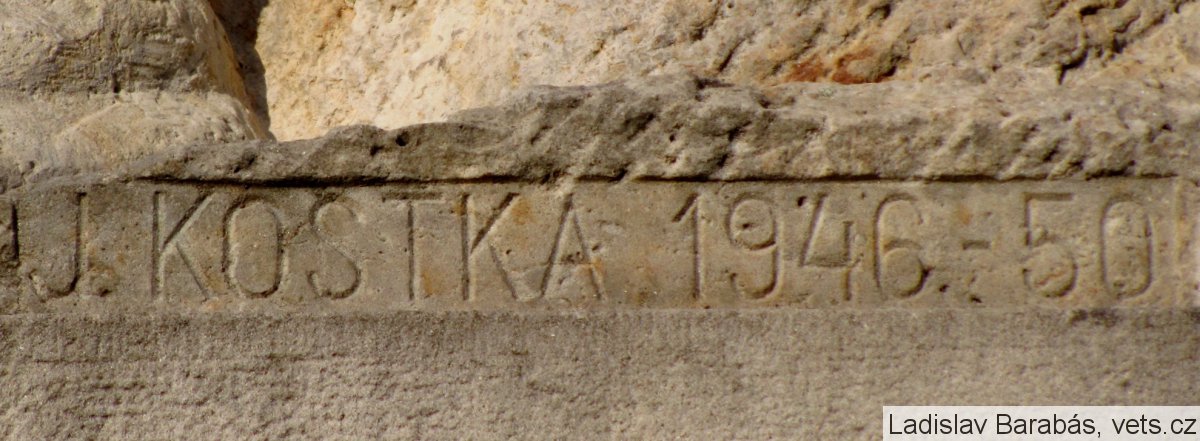 J. KOSTKA 1946 - 50
Ladislav Barabás, vets.cz